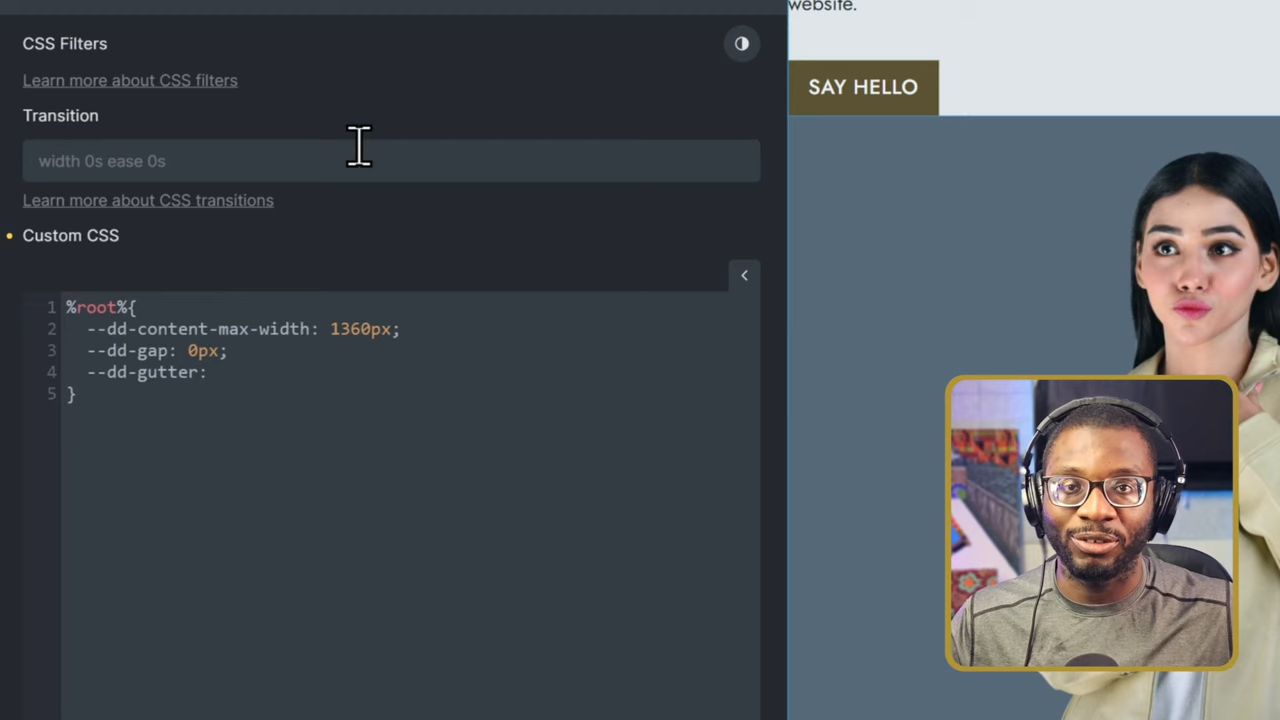 website.
CSS Filters
Learn more about CSS filters
Transition
width 0s ease 0s
Learn more about CSS transitions
Custom CSS
1 %root%{
2 --dd-content-max-width: 1360px;
3 --dd-gap: 0px;
4 --dd-gutter:
5 }
SAY HELLO